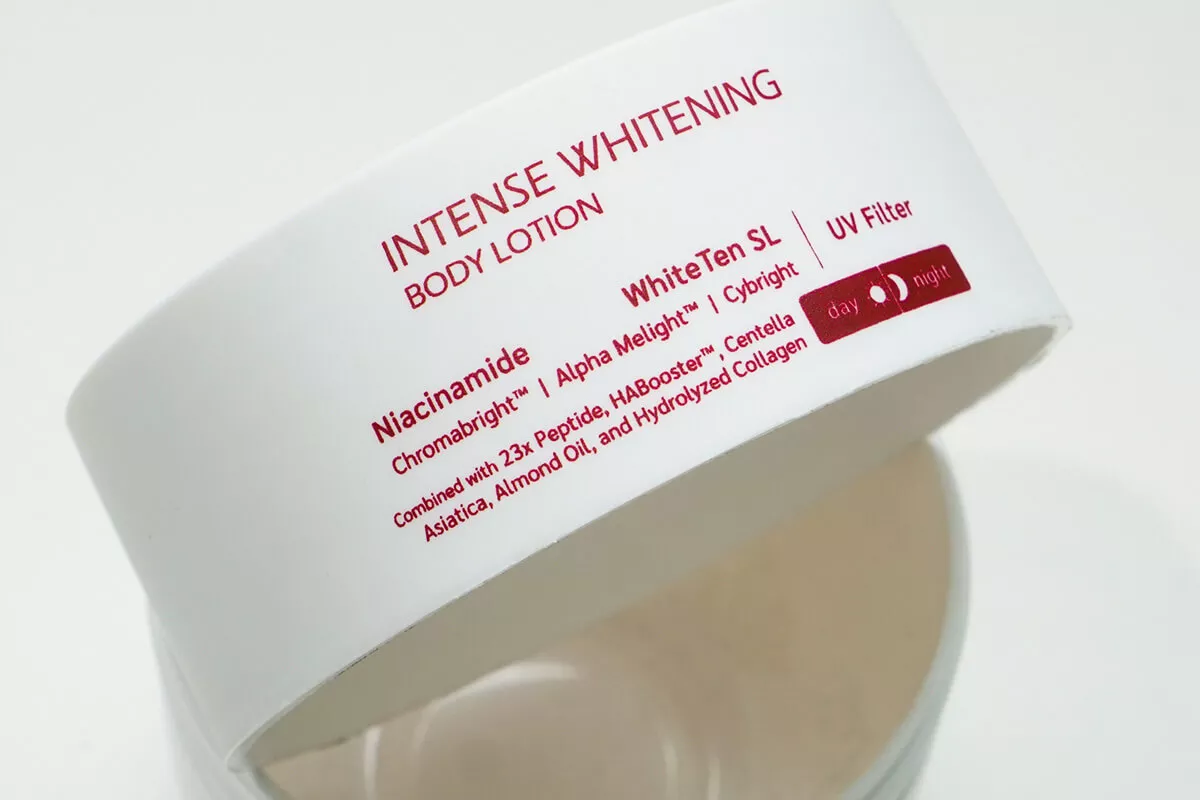 INTENSE WHITENING
BODY LOTION
Niacinamide WhiteTen SL | UV Filter
Chromabright™ | Alpha Melight™ | Cybright
day night
Combined with 23x Peptide, HABooster™, Centella
Asiatica, Almond Oil, and Hydrolyzed Collagen